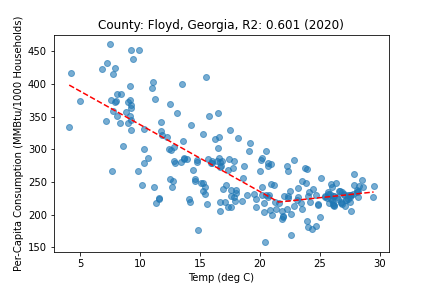 County: Floyd, Georgia, R2: 0.601 (2020)
Per-Capita Consumption (MMBtu/1000 Households)
450
400
350
300
250
200
150
5 10 15 20 25 30
Temp (deg C)